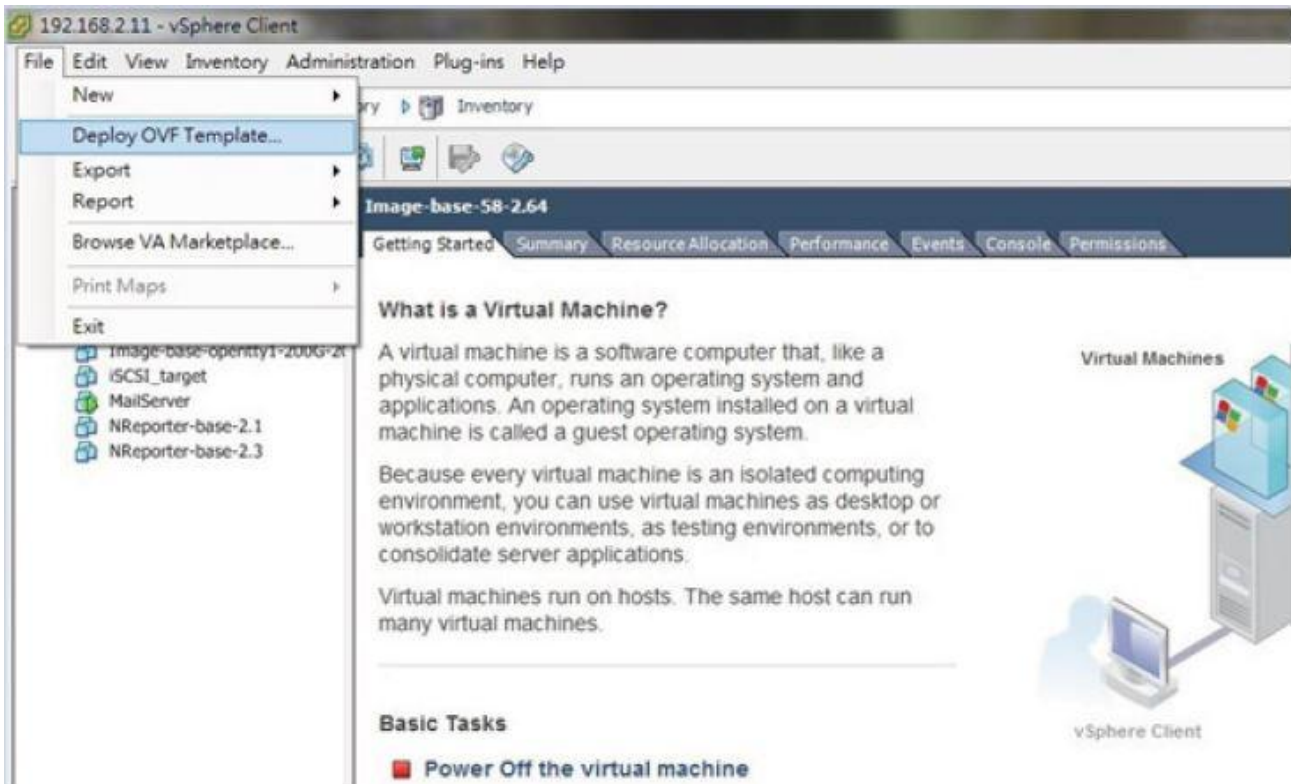 192.168.2.11 - vSphere Client
File Edit View Inventory Administration Plug-ins Help
New
Inventory
Deploy OVF Template...
Export
Report
Image-base-58-2.64
Browse VA Marketplace...
Getting Started Summary Resource Allocation Performance Events Console Permissions
Print Maps
Exit
Image-base-opentty1-200G-20
iSCSI_target
MailServer
NReporter-base-2.1
NReporter-base-2.3
What is a Virtual Machine?
A virtual machine is a software computer that, like a
physical computer, runs an operating system and
applications. An operating system installed on a virtual
machine is called a guest operating system.
Because every virtual machine is an isolated computing
environment, you can use virtual machines as desktop or
workstation environments, as testing environments, or to
consolidate server applications.
Virtual machines run on hosts. The same host can run
many virtual machines.
Virtual Machines
vSphere Client
Basic Tasks
Power Off the virtual machine